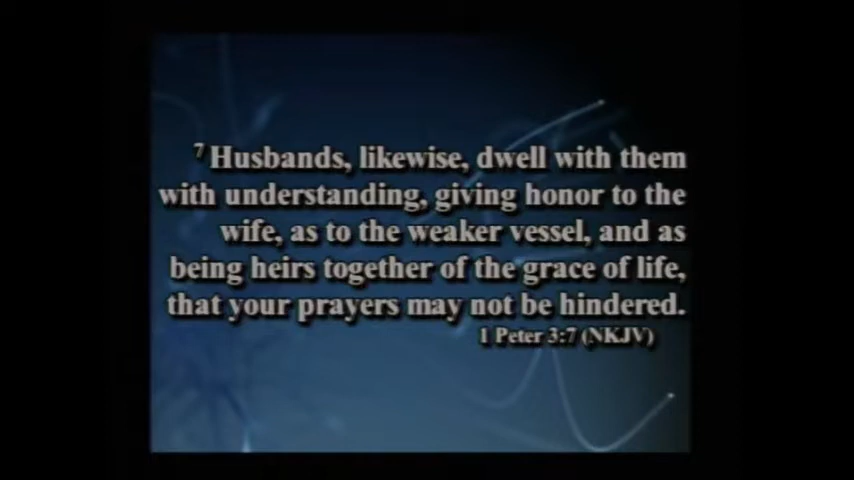 7 Husbands, likewise, dwell with them
with understanding, giving honor to the
wife, as to the weaker vessel, and as
being heirs together of the grace of life,
that your prayers may not be hindered.
1 Peter 3:7 (NKJV)